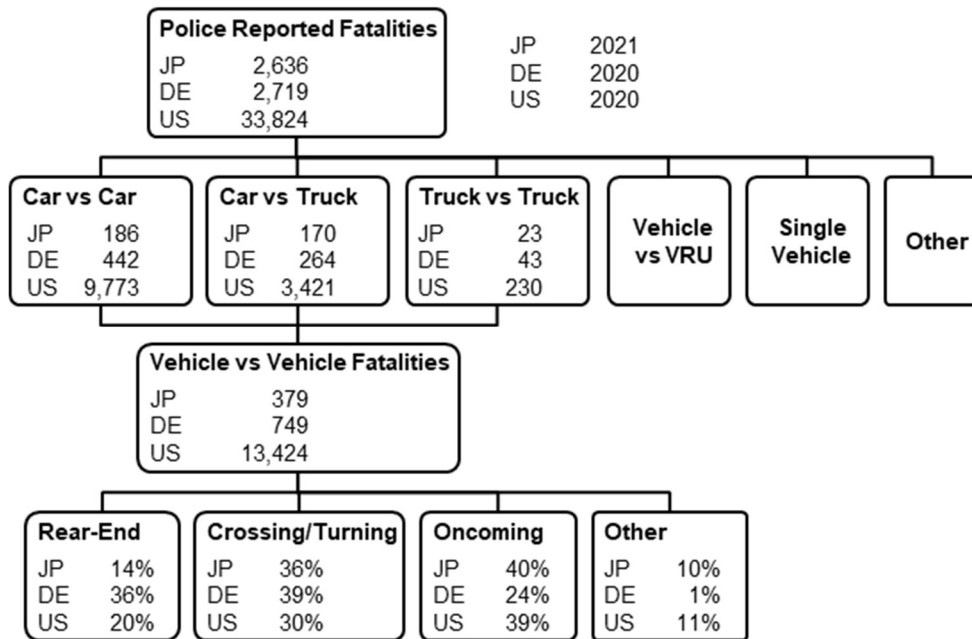 Police Reported Fatalities
JP 2,636
DE 2,719
US 33,824
JP 2021
DE 2020
US 2020
Car vs Car
JP 186
DE 442
US 9,773
Car vs Truck
JP 170
DE 264
US 3,421
Truck vs Truck
JP 23
DE 43
US 230
Vehicle
vs VRU
Single
Vehicle
Other
Vehicle vs Vehicle Fatalities
JP 379
DE 749
US 13,424
Rear-End
JP 14%
DE 36%
US 20%
Crossing/Turning
JP 36%
DE 39%
US 30%
Oncoming
JP 40%
DE 24%
US 39%
Other
JP 10%
DE 1%
US 11%